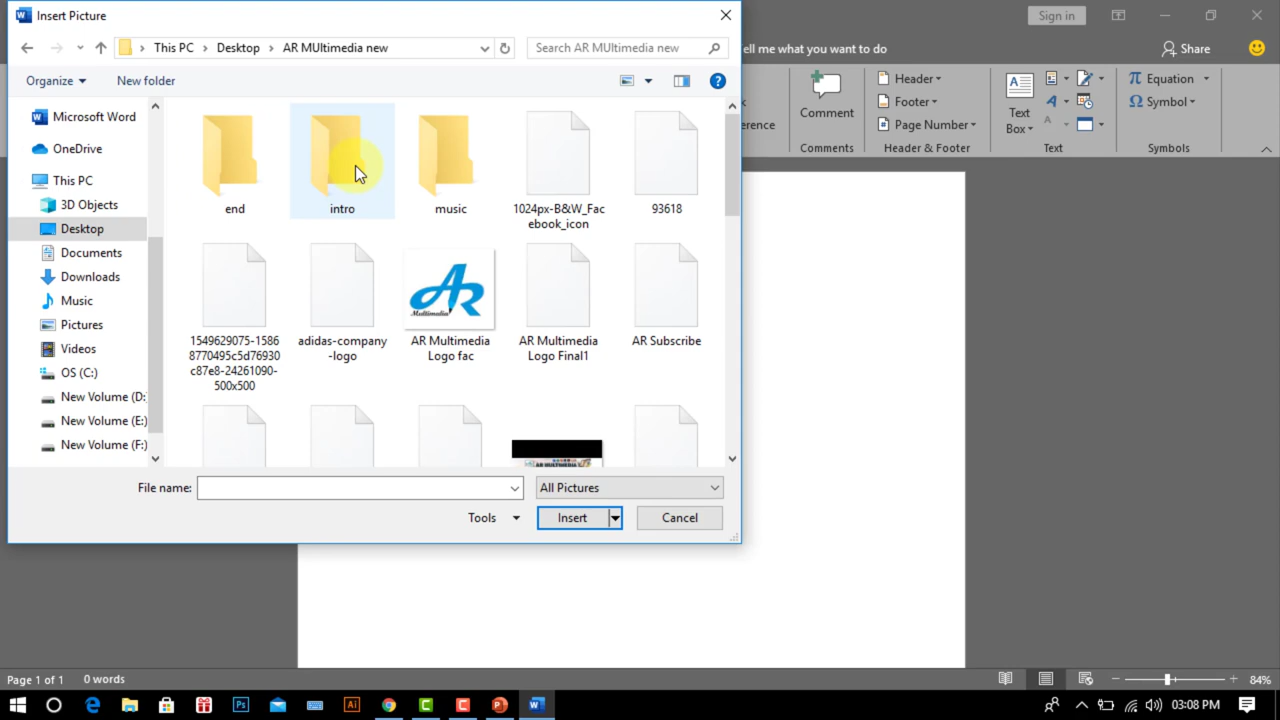 Insert Picture
Sign in
This PC
Desktop
AR MUltimedia new
Search AR MUltimedia new
ell me what you want to do
Share
Organize
New folder
Microsoft Word
OneDrive
This PC
3D Objects
Desktop
Documents
Downloads
Music
Pictures
Videos
OS (C:)
New Volume (D:
New Volume (E:)
New Volume (F:)
end
intro
music
1024px-B&W_Fac
ebook_icon
93618
1549629075-1586
8770495c5d76930
c87e8-24261090-
500x500
adidas-company
-logo
AR
Multimedia
AR Multimedia
Logo fac
AR Multimedia
Logo Final1
AR Subscribe
File name:
All Pictures
Tools
Insert
Cancel
erence
Comment
Comments
Header
Footer
Page Number
Header & Footer
Text
Box
A
Text
Equation
Symbol
Symbols
Page 1 of 1
0 words
84%
03:08 PM